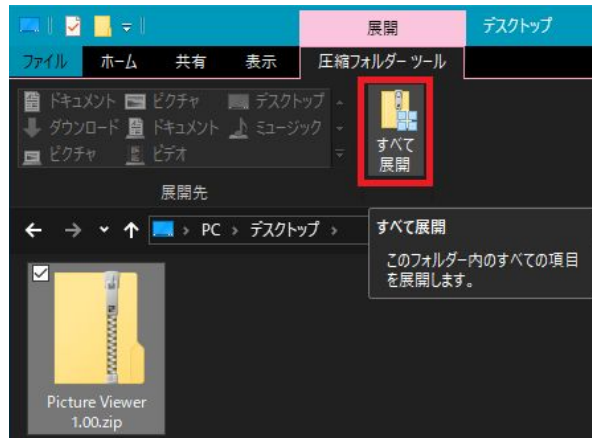 展開 デスクトップ
ファイル ホーム 共有 表示 圧縮フォルダー ツール
ドキュメント ピクチャ デスクトップ
ダウンロード ドキュメント ミュージック
ピクチャ ビデオ
すべて
展開
展開先
PC › デスクトップ ›
すべて展開
このフォルダー内のすべての項目
を展開します。
Picture Viewer
1.00.zip